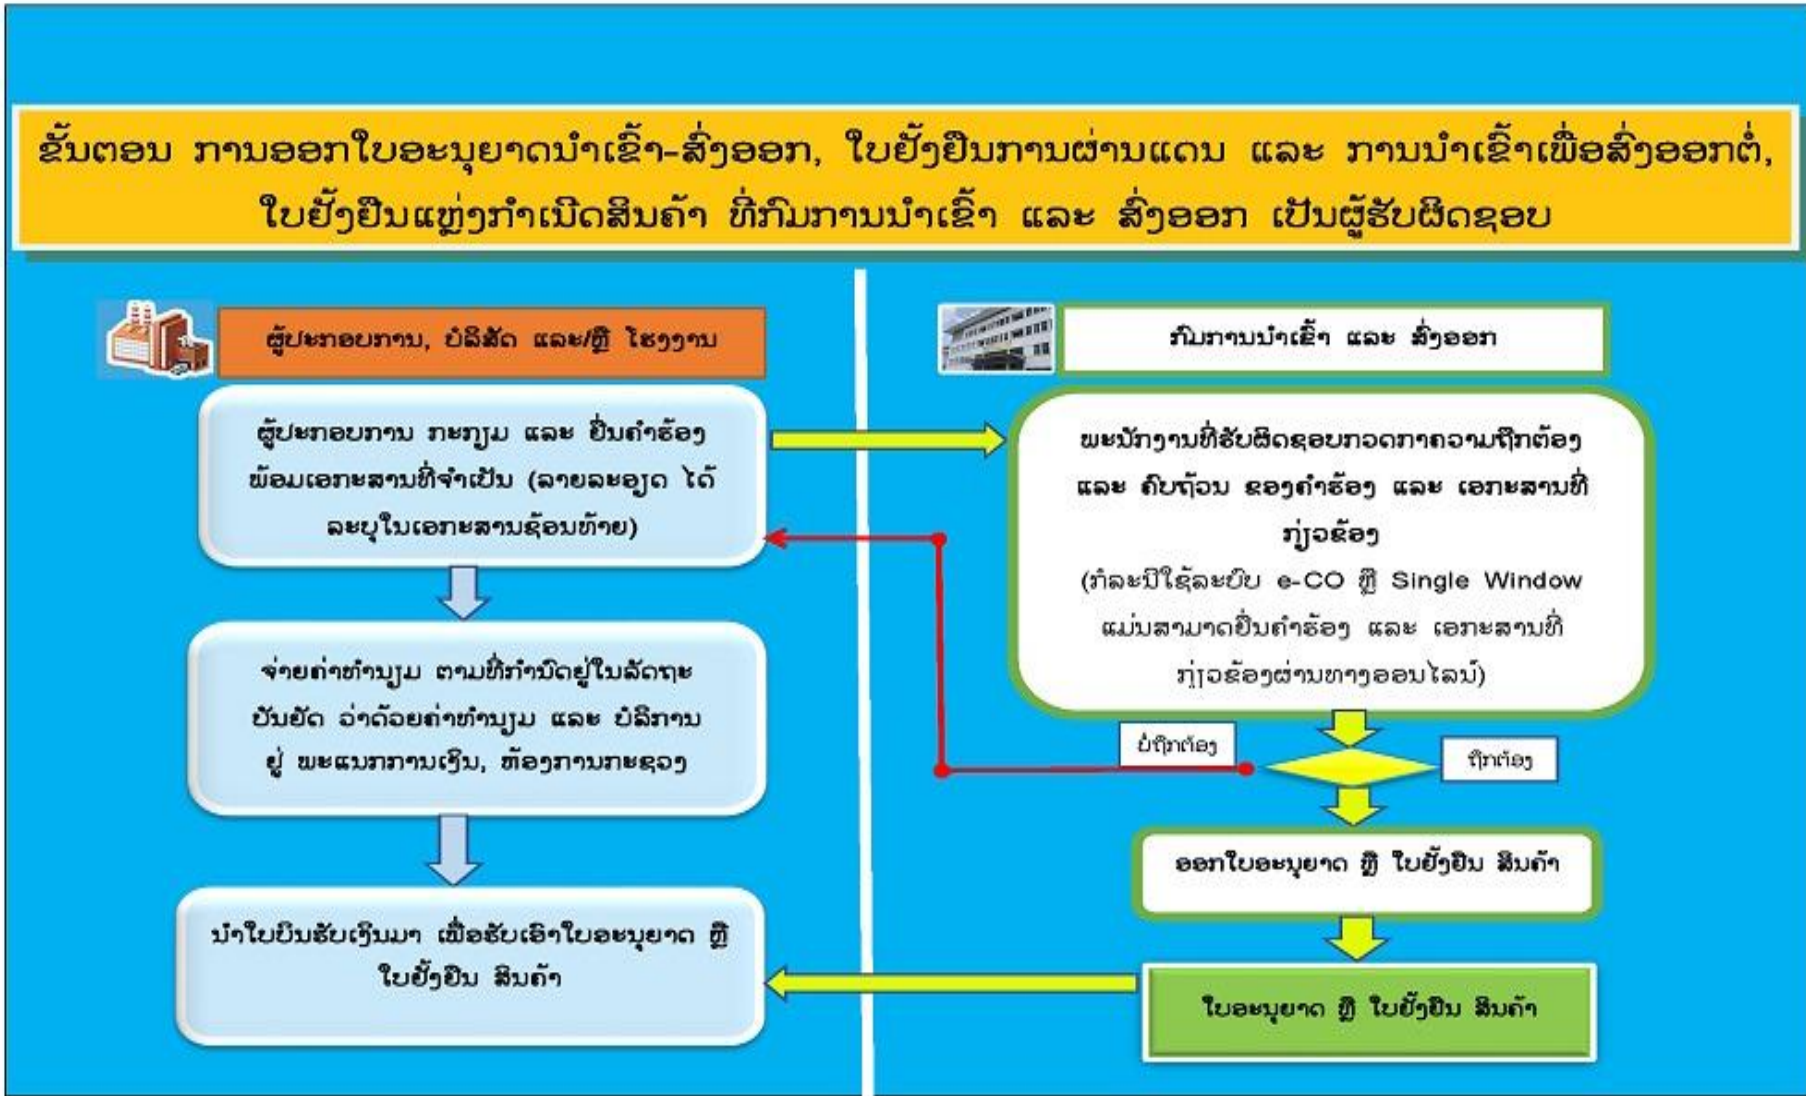 ຂັ້ນຕອນ ການອອກໃບອະນຸຍາດນຳເຂົ້າ-ສົ່ງອອກ, ໃບຢັ້ງຢືນການຜ່ານແດນ ແລະ ການນຳເຂົ້າເພື່ອສົ່ງອອກຕໍ່,
ໃບຢັ້ງຢືນແຫຼ່ງກຳເນີດສິນຄ້າ ທີ່ກົມການນຳເຂົ້າ ແລະ ສົ່ງອອກ ເປັນຜູ້ຮັບຜິດຊອບ
ຜູ້ປະກອບການ, ບໍລິສັດ ແລະ/ຫຼື ໂຮງງານ
ຜູ້ປະກອບການ ກະກຽມ ແລະ ຍື່ນຄຳຮ້ອງ
ພ້ອມເອກະສານທີ່ຈຳເປັນ (ລາຍລະອຽດ ໄດ້
ລະບຸໃນເອກະສານຊ້ອນທ້າຍ)
ຈ່າຍຄ່າທຳນຽມ ຕາມທີ່ກຳນົດຢູ່ໃນລັດຖະ
ບັນຍັດ ວ່າດ້ວຍຄ່າທຳນຽມ ແລະ ບໍລິການ
ຢູ່ ພະແນກການເງິນ, ຫ້ອງການກະຊວງ
ນຳໃບບິນຮັບເງິນມາ ເພື່ອຮັບເອົາໃບອະນຸຍາດ ຫຼື
ໃບຢັ້ງຢືນ ສິນຄ້າ
ກົມການນຳເຂົ້າ ແລະ ສົ່ງອອກ
ພະນັກງານທີ່ຮັບຜິດຊອບກວດກາຄວາມຖືກຕ້ອງ
ແລະ ຄົບຖ້ວນ ຂອງຄຳຮ້ອງ ແລະ ເອກະສານທີ່
ກ່ຽວຂ້ອງ
(ກໍລະນີໃຊ້ລະບົບ e-CO ຫຼື Single Window
ແມ່ນສາມາດຍື່ນຄຳຮ້ອງ ແລະ ເອກະສານທີ່
ກ່ຽວຂ້ອງຜ່ານທາງອອນໄລນ໌)
ບໍ່ຖືກຕ້ອງ
ຖືກຕ້ອງ
ອອກໃບອະນຸຍາດ ຫຼື ໃບຢັ້ງຢືນ ສິນຄ້າ
ໃບອະນຸຍາດ ຫຼື ໃບຢັ້ງຢືນ ສິນຄ້າ